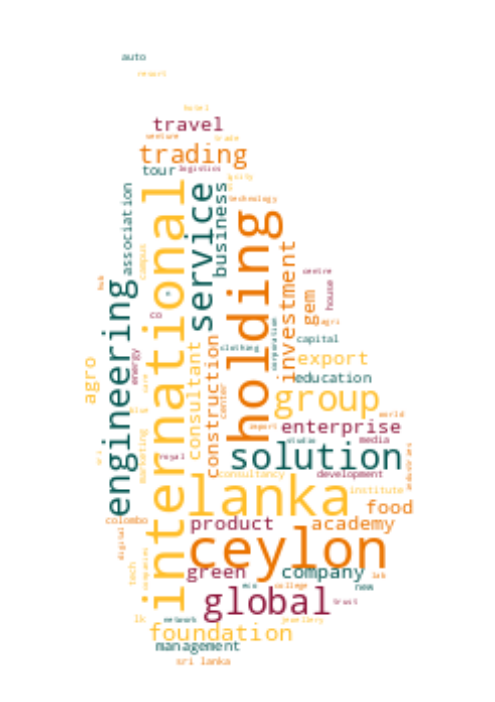 auto
resort
hotel
travel
venture
trade
trading
tour
logistics
charity
international
service
association
business
technology
holding
campus
investment
centre
hub
house
gem
agri
co
engineering
energy
construction
corporation
capital
clothing
consultant
export
agro
care
education
center
group
world
import
enterprise
marketing
royal
studio
media
solution
industries
consultancy
development
lanka
institute
food
colombo
product
academy
digital
ceylon
tech
companies
green
company
lab
eco
college
new
global
trust
lk
network
jewellery
foundation
management
sri lanka